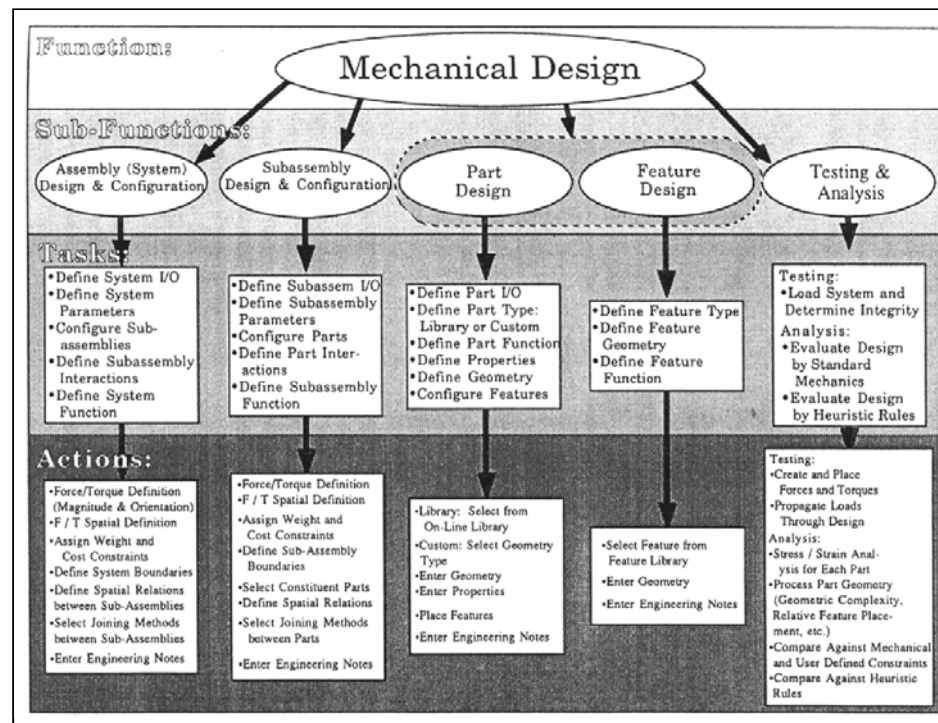 Function:
Mechanical Design
Sub-Functions:
Assembly (System)
Design & Configuration
Subassembly
Design & Configuration
Part
Design
Feature
Design
Testing &
Analysis
Tasks:
•Define System I/O
•Define System
Parameters
•Configure Sub-
assemblies
•Define Subassembly
Interactions
•Define System
Function
•Define Subassem I/O
•Define Subassembly
Parameters
•Configure Parts
•Define Part Inter-
actions
•Define Subassembly
Function
•Define Part I/O
•Define Part Type:
Library or Custom
•Define Part Function
•Define Properties
•Define Geometry
•Configure Features
•Define Feature Type
•Define Feature
Geometry
•Define Feature
Function
Testing:
•Load System and
Determine Integrity
Analysis:
•Evaluate Design
by Standard
Mechanics
•Evaluate Design
by Heuristic Rules
Actions:
•Force/Torque Definition
(Magnitude & Orientation)
•F / T Spatial Definition
•Assign Weight and
Cost Constraints
•Define System Boundaries
•Define Spatial Relations
between Sub-Assemblies
•Select Joining Methods
between Sub-Assemblies
•Enter Engineering Notes
•Force/Torque Definition
•F / T Spatial Definition
•Assign Weight and
Cost Constraints
•Define Sub-Assembly
Boundaries
•Select Constituent Parts
•Define Spatial Relations
•Select Joining Methods
between Parts
•Enter Engineering Notes
•Library: Select from
On-Line Library
•Custom: Select Geometry
Type
•Enter Geometry
•Enter Properties
•Place Features
•Enter Engineering Notes
•Select Feature from
Feature Library
•Enter Geometry
•Enter Engineering Notes
Testing:
•Create and Place
Forces and Torques
•Propagate Loads
Through Design
Analysis:
•Stress / Strain Anal-
ysis for Each Part
•Process Part Geometry
(Geometric Complexity,
Relative Feature Place-
ment, etc.)
•Compare Against Mechanical
and User Defined Constraints
•Compare Against Heuristic
Rules